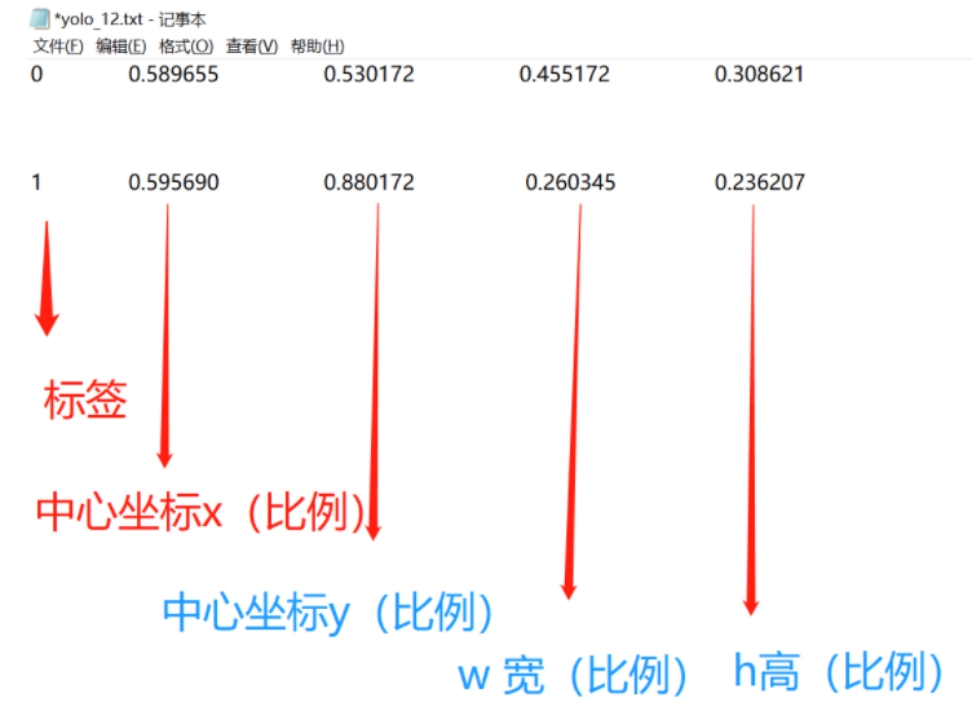 *yolo_12.txt - 记事本
文件(F) 编辑(E) 格式(O) 查看(V) 帮助(H)
0 0.589655 0.530172 0.455172 0.308621
1 0.595690 0.880172 0.260345 0.236207
标签
中心坐标x（比例）
中心坐标y（比例）
w 宽（比例） h高（比例）